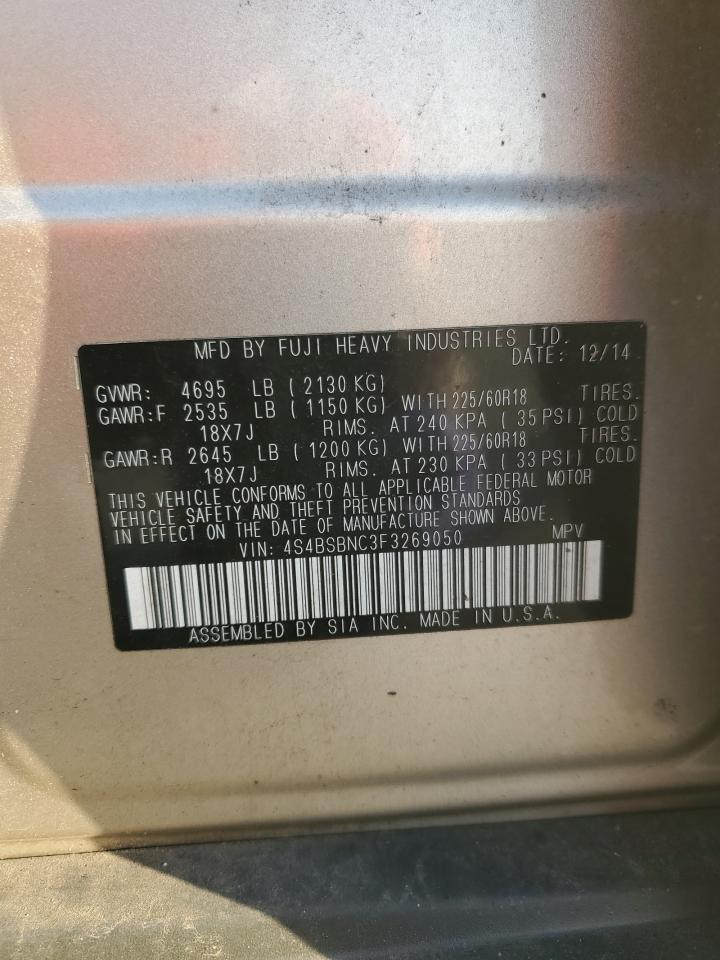 MFD BY FUJI HEAVY INDUSTRIES LTD.
DATE: 12/14
GVWR: 4695 LB (2130 KG)
GAWR:F 2535 LB (1150 KG) WITH 225/60R18 TIRES.
18X7J RIMS. AT 240 KPA (35 PSI) COLD
GAWR:R 2645 LB (1200 KG) WITH 225/60R18 TIRES.
18X7J RIMS. AT 230 KPA (33 PSI) COLD
THIS VEHICLE CONFORMS TO ALL APPLICABLE FEDERAL MOTOR
VEHICLE SAFETY AND THEFT PREVENTION STANDARDS
IN EFFECT ON THE DATE OF MANUFACTURE SHOWN ABOVE.
VIN: 4S4BSBNC3F3269050 MPV
ASSEMBLED BY SIA INC. MADE IN U.S.A.